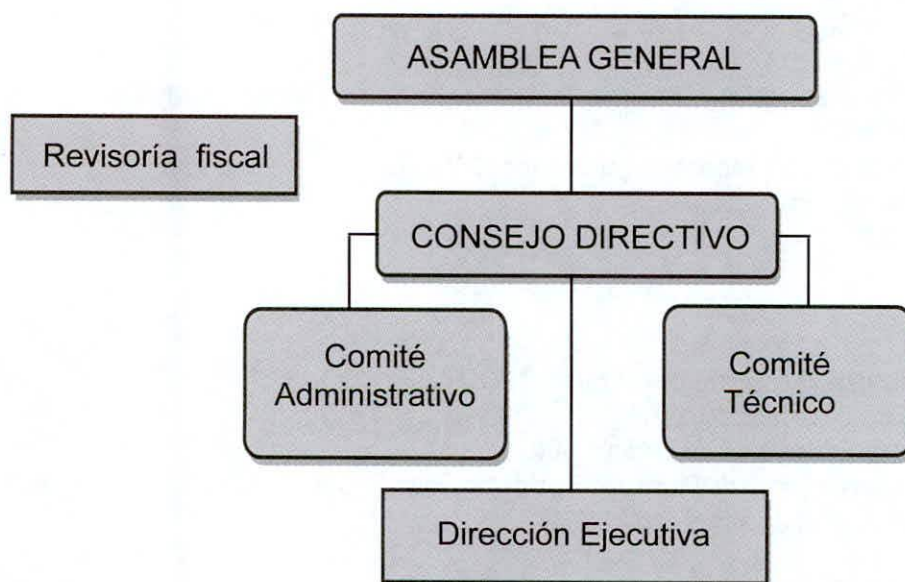 ASAMBLEA GENERAL
Revisoría fiscal
CONSEJO DIRECTIVO
Comité
Administrativo
Comité
Técnico
Dirección Ejecutiva